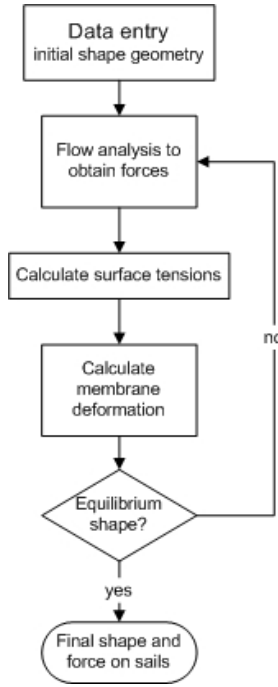 Data entry
initial shape geometry
Flow analysis to
obtain forces
Calculate surface tensions
no
Calculate
membrane
deformation
Equilibrium
shape?
yes
Final shape and
force on sails